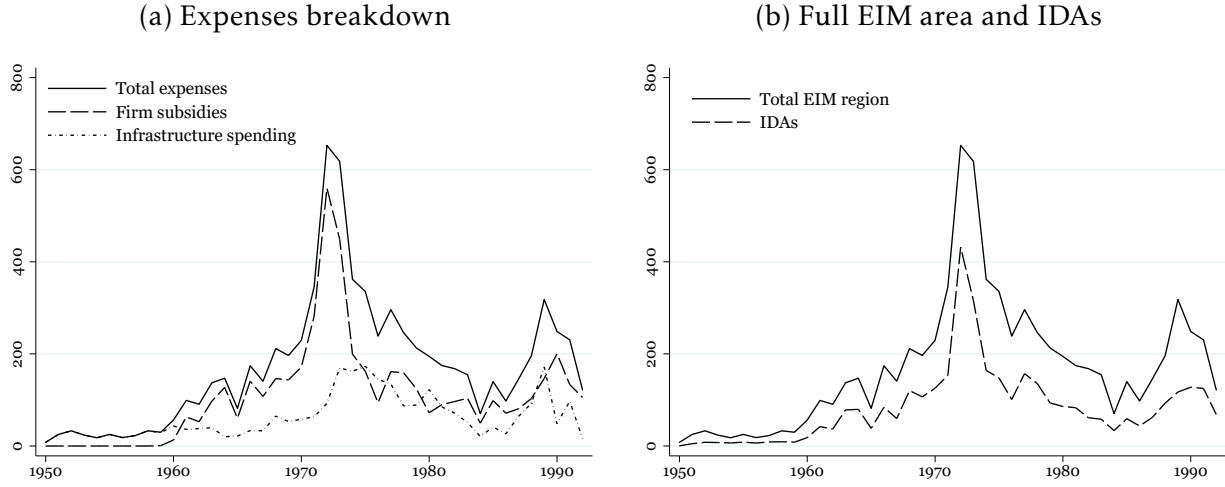 (a) Expenses breakdown
800
600
400
200
0
Total expenses
Firm subsidies
Infrastructure spending
1950 1960 1970 1980 1990
(b) Full EIM area and IDAs
800
600
400
200
0
Total EIM region
IDAs
1950 1960 1970 1980 1990